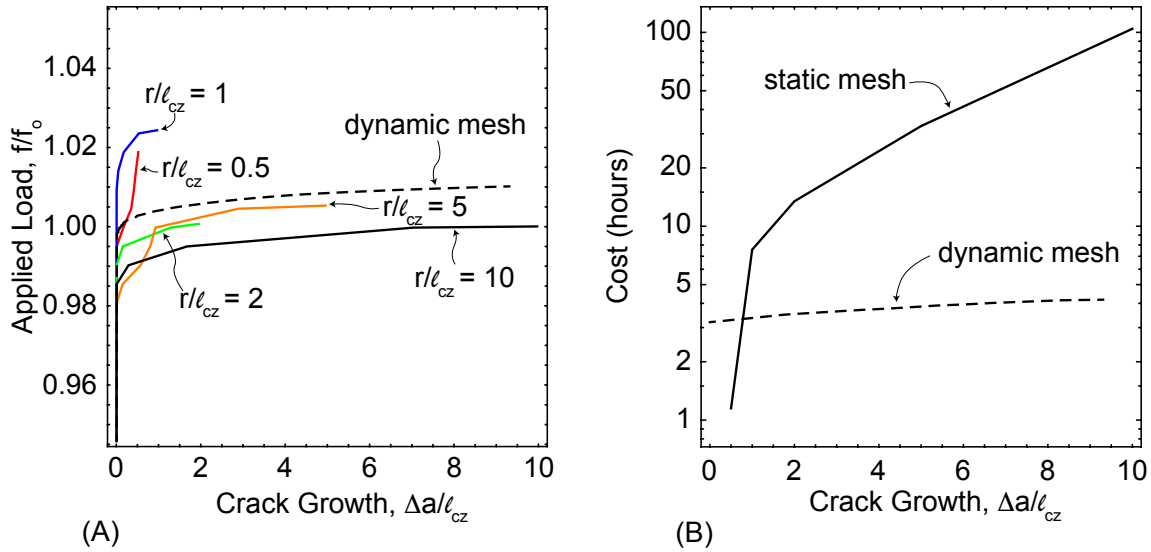 1.04
1.02
1.00
0.98
0.96
Applied Load, f/fₒ
r/ℓcz = 1
r/ℓcz = 0.5
dynamic mesh
r/ℓcz = 5
r/ℓcz = 2
r/ℓcz = 10
0 2 4 6 8 10
Crack Growth, Δa/ℓcz
(A)
100
50
20
10
5
2
1
Cost (hours)
static mesh
dynamic mesh
0 2 4 6 8 10
Crack Growth, Δa/ℓcz
(B)